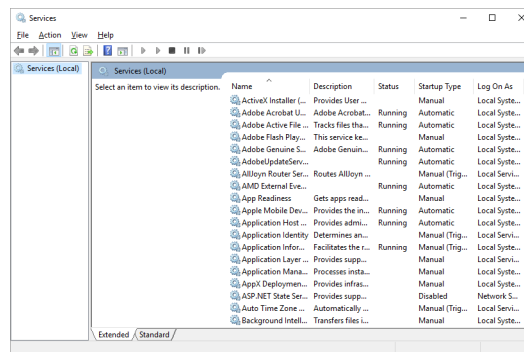 Services
File Action View Help
Services (Local)
Services (Local)
Select an item to view its description.
Name Description Status Startup Type Log On As
ActiveX Installer (... Provides User ... Manual Local Syste...
Adobe Acrobat U... Adobe Acrobat... Running Automatic Local Syste...
Adobe Active File ... Tracks files tha... Running Automatic Local Syste...
Adobe Flash Play... This service ke... Manual Local Syste...
Adobe Genuine S... Adobe Genuin... Running Automatic Local Syste...
AdobeUpdateServ... Running Automatic Local Syste...
AllJoyn Router Ser... Routes AllJoyn ... Manual (Trig... Local Servi...
AMD External Eve... Running Automatic Local Syste...
App Readiness Gets apps read... Manual Local Syste...
Apple Mobile Dev... Provides the in... Running Automatic Local Syste...
Application Host ... Provides admi... Running Automatic Local Syste...
Application Identity Determines an... Manual (Trig... Local Servi...
Application Infor... Facilitates the r... Running Manual (Trig... Local Syste...
Application Layer ... Provides supp... Manual Local Servi...
Application Mana... Processes insta... Manual Local Syste...
AppX Deploymen... Provides infras... Manual Local Syste...
ASP.NET State Ser... Provides supp... Disabled Network S...
Auto Time Zone ... Automatically ... Manual (Trig... Local Servi...
Background Intell... Transfers files i... Manual Local Syste...
Extended Standard